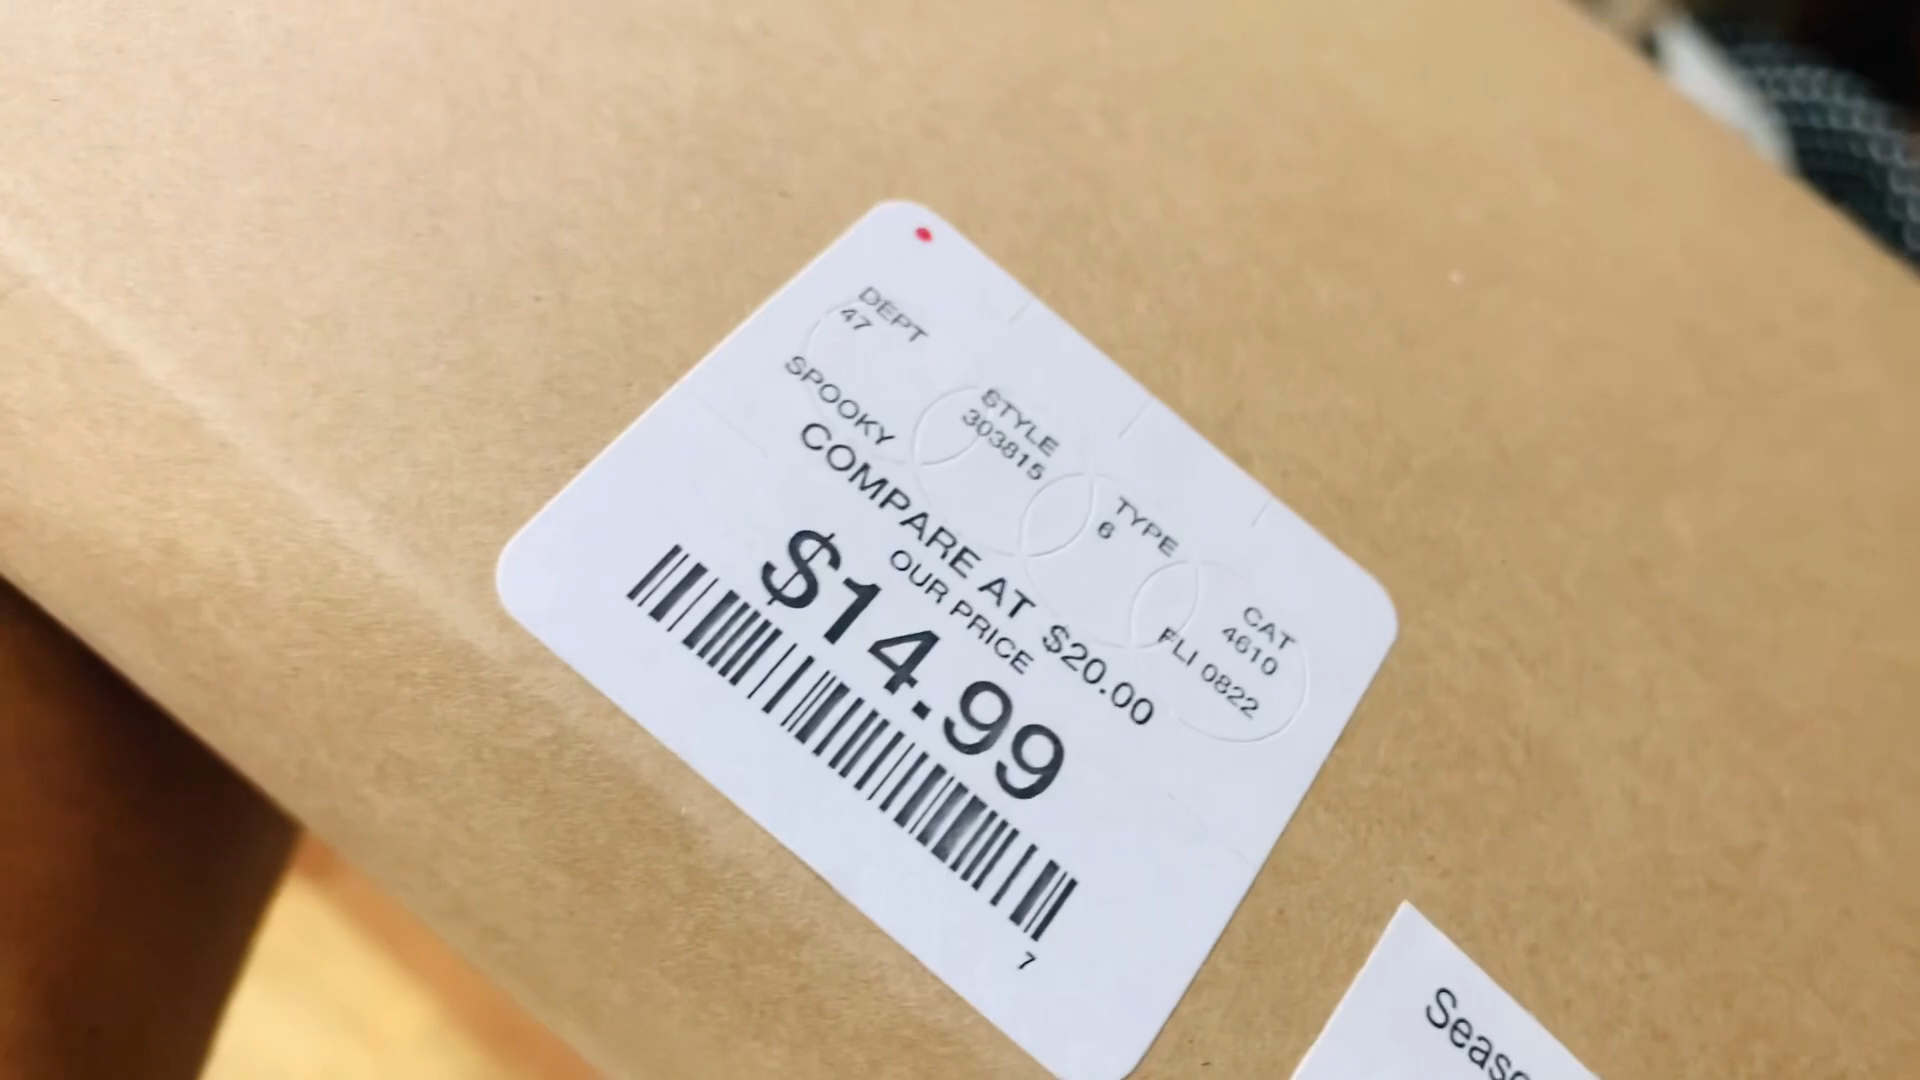 DEPT STYLE TYPE CAT
47 303815 6 4610
SPOOKY FLI 0822
COMPARE AT $20.00
OUR PRICE
$14.99
7